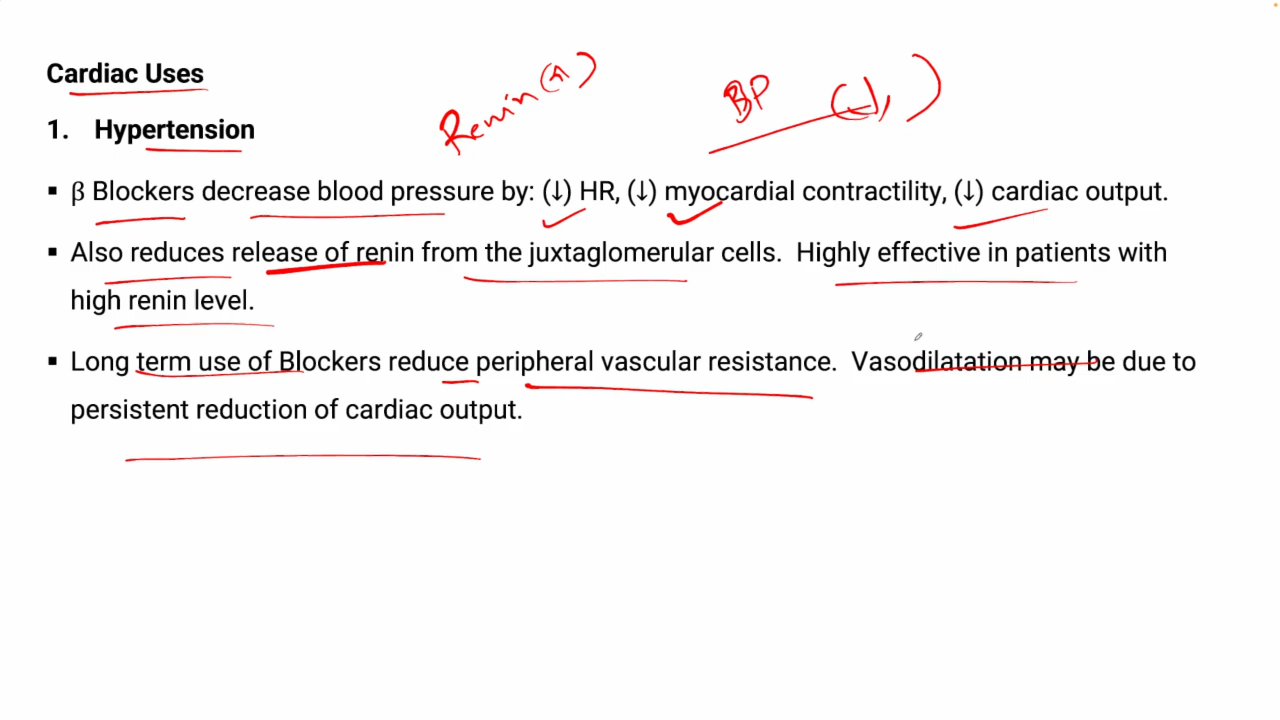 Cardiac Uses
Renin (↑)
BP (↓)
1. Hypertension
▪ β Blockers decrease blood pressure by: (↓) HR, (↓) myocardial contractility, (↓) cardiac output.
▪ Also reduces release of renin from the juxtaglomerular cells. Highly effective in patients with
high renin level.
▪ Long term use of Blockers reduce peripheral vascular resistance. Vasodilatation may be due to
persistent reduction of cardiac output.